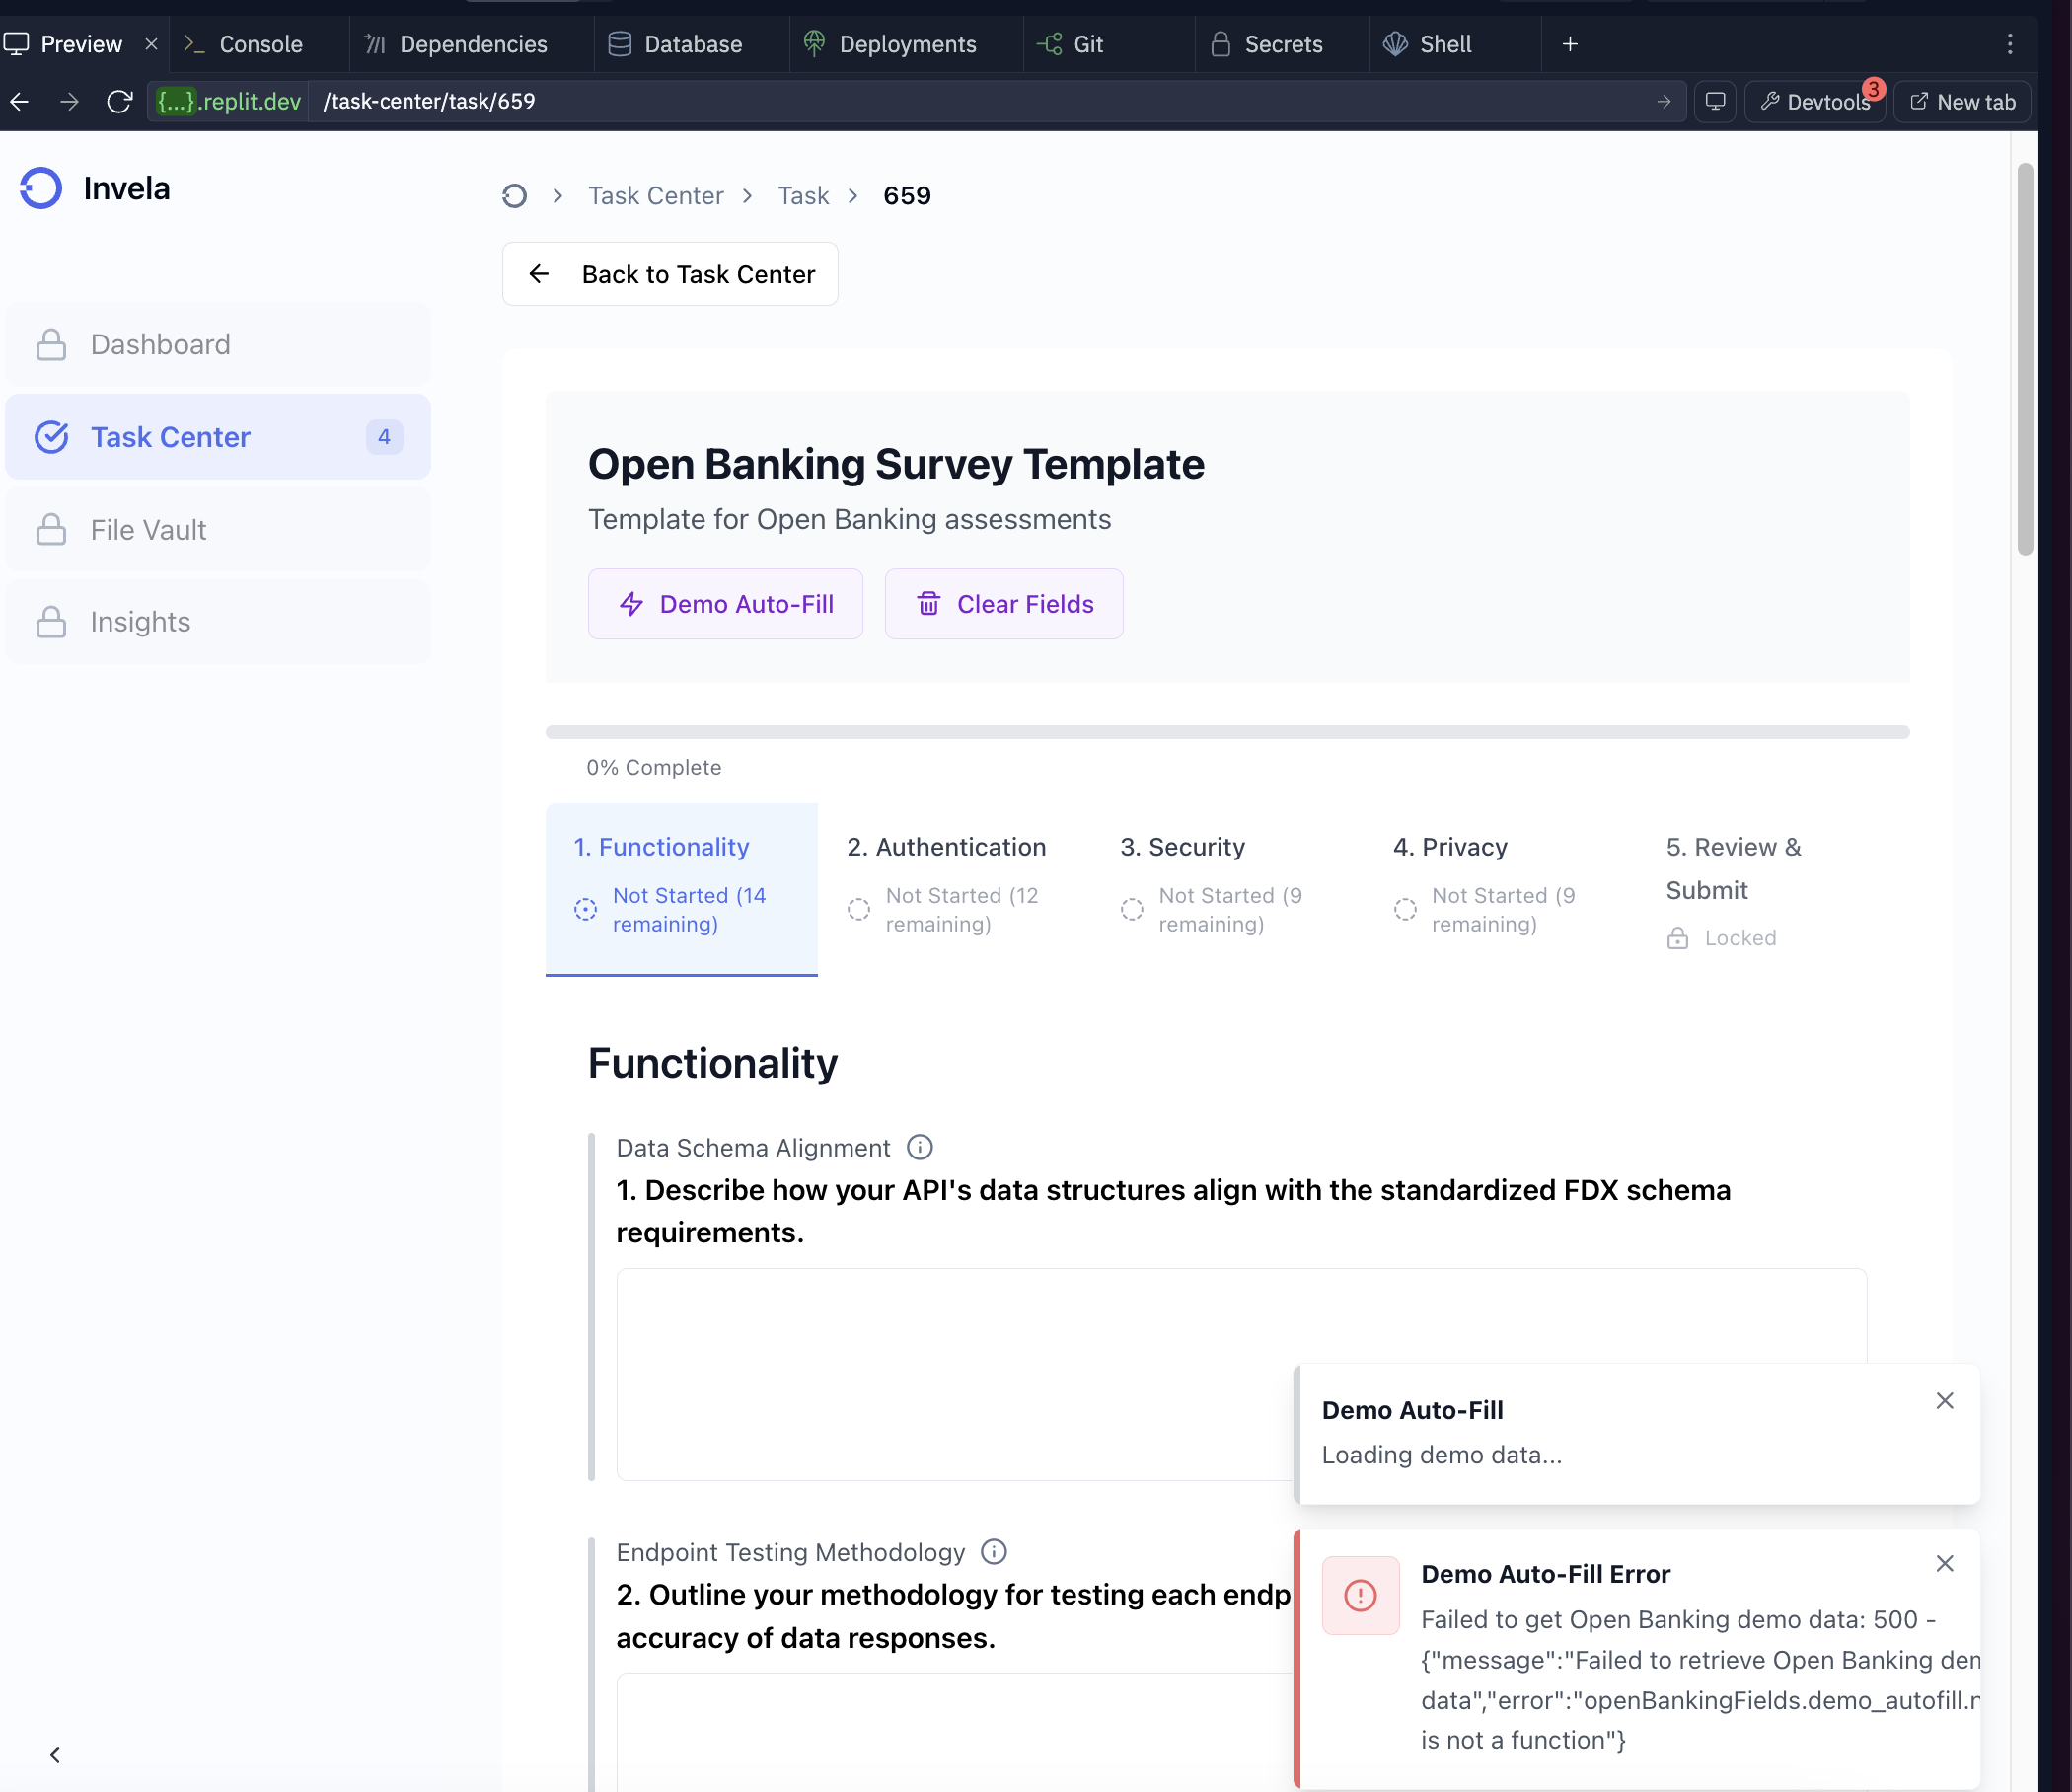 Preview
Console
Dependencies
Database
Deployments
Git
Secrets
Shell
{...}.replit.dev
/task-center/task/659
Devtools
3
New tab
Invela
Task Center
Task
659
Back to Task Center
Dashboard
Task Center
4
File Vault
Insights
Open Banking Survey Template
Template for Open Banking assessments
Demo Auto-Fill
Clear Fields
0% Complete
1. Functionality
Not Started (14
remaining)
2. Authentication
Not Started (12
remaining)
3. Security
Not Started (9
remaining)
4. Privacy
Not Started (9
remaining)
5. Review &
Submit
Locked
Functionality
Data Schema Alignment
1. Describe how your API's data structures align with the standardized FDX schema
requirements.
Endpoint Testing Methodology
2. Outline your methodology for testing each endp
accuracy of data responses.
Demo Auto-Fill
Loading demo data...
Demo Auto-Fill Error
Failed to get Open Banking demo data: 500 -
{"message":"Failed to retrieve Open Banking
data","error":"openBankingFields.demo_autofill.
is not a function"}